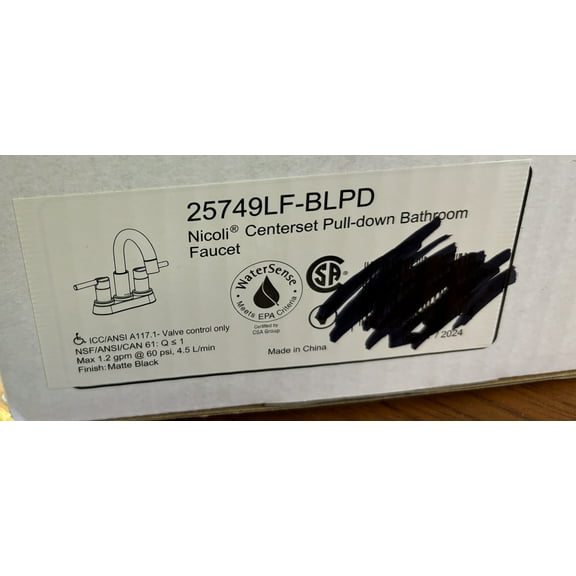 25749LF-BLPD
Nicoli® Centerset Pull-down Bathroom
Faucet
WaterSense
Meets EPA Criteria
Certified by
CSA Group
SA
ICC/ANSI A117.1- Valve control only
NSF/ANSI/CAN 61: Q ≤ 1
Max 1.2 gpm @ 60 psi, 4.5 L/min
Finish: Matte Black
Made in China
/ 2024